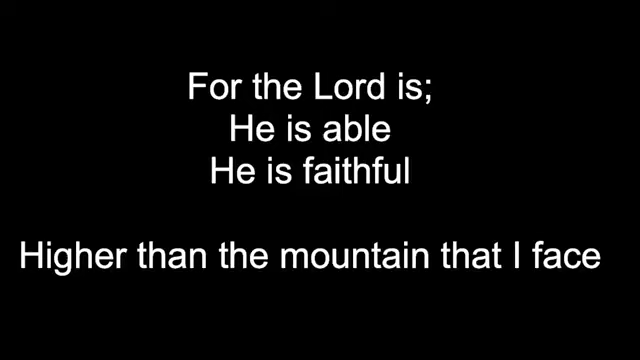 For the Lord is;
He is able
He is faithful
Higher than the mountain that I face